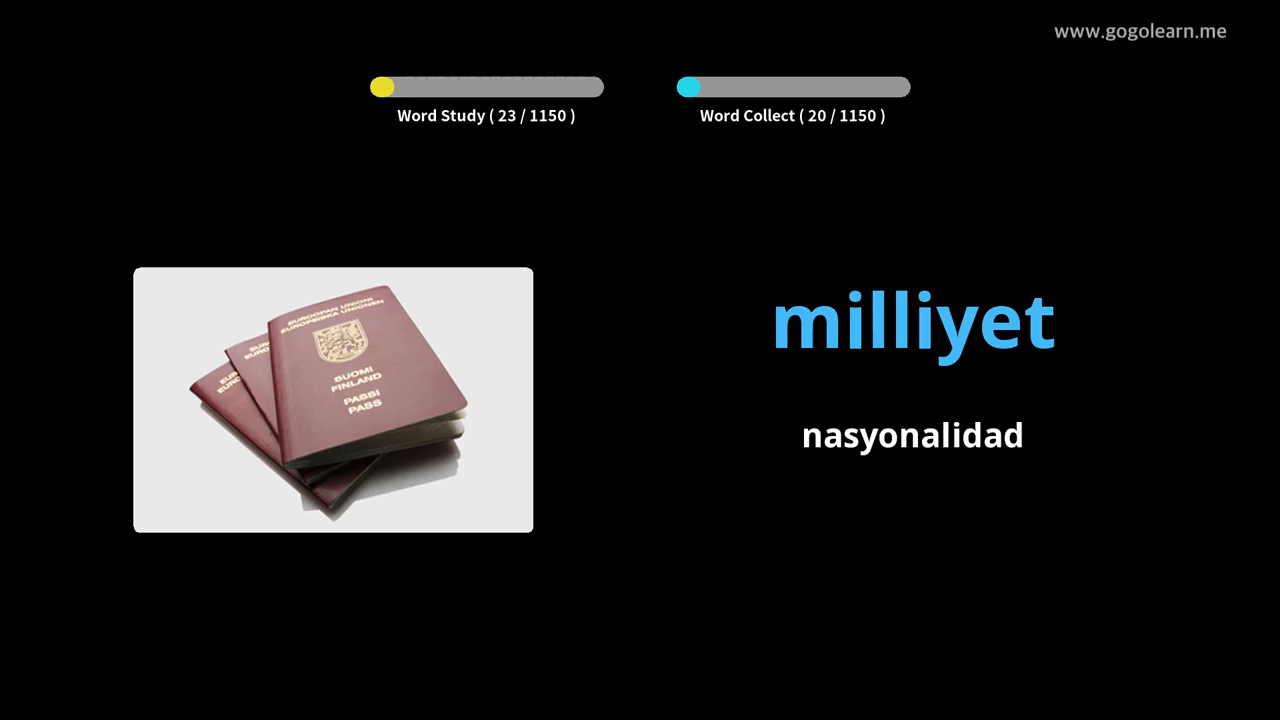 www.gogolearn.me
Word Study ( 23 / 1150 )
Word Collect ( 20 / 1150 )
EUROOPAN UNIONI
EUROPEISKA UNIONEN
SUOMI
FINLAND
PASSI
PASS
milliyet
nasyonalidad